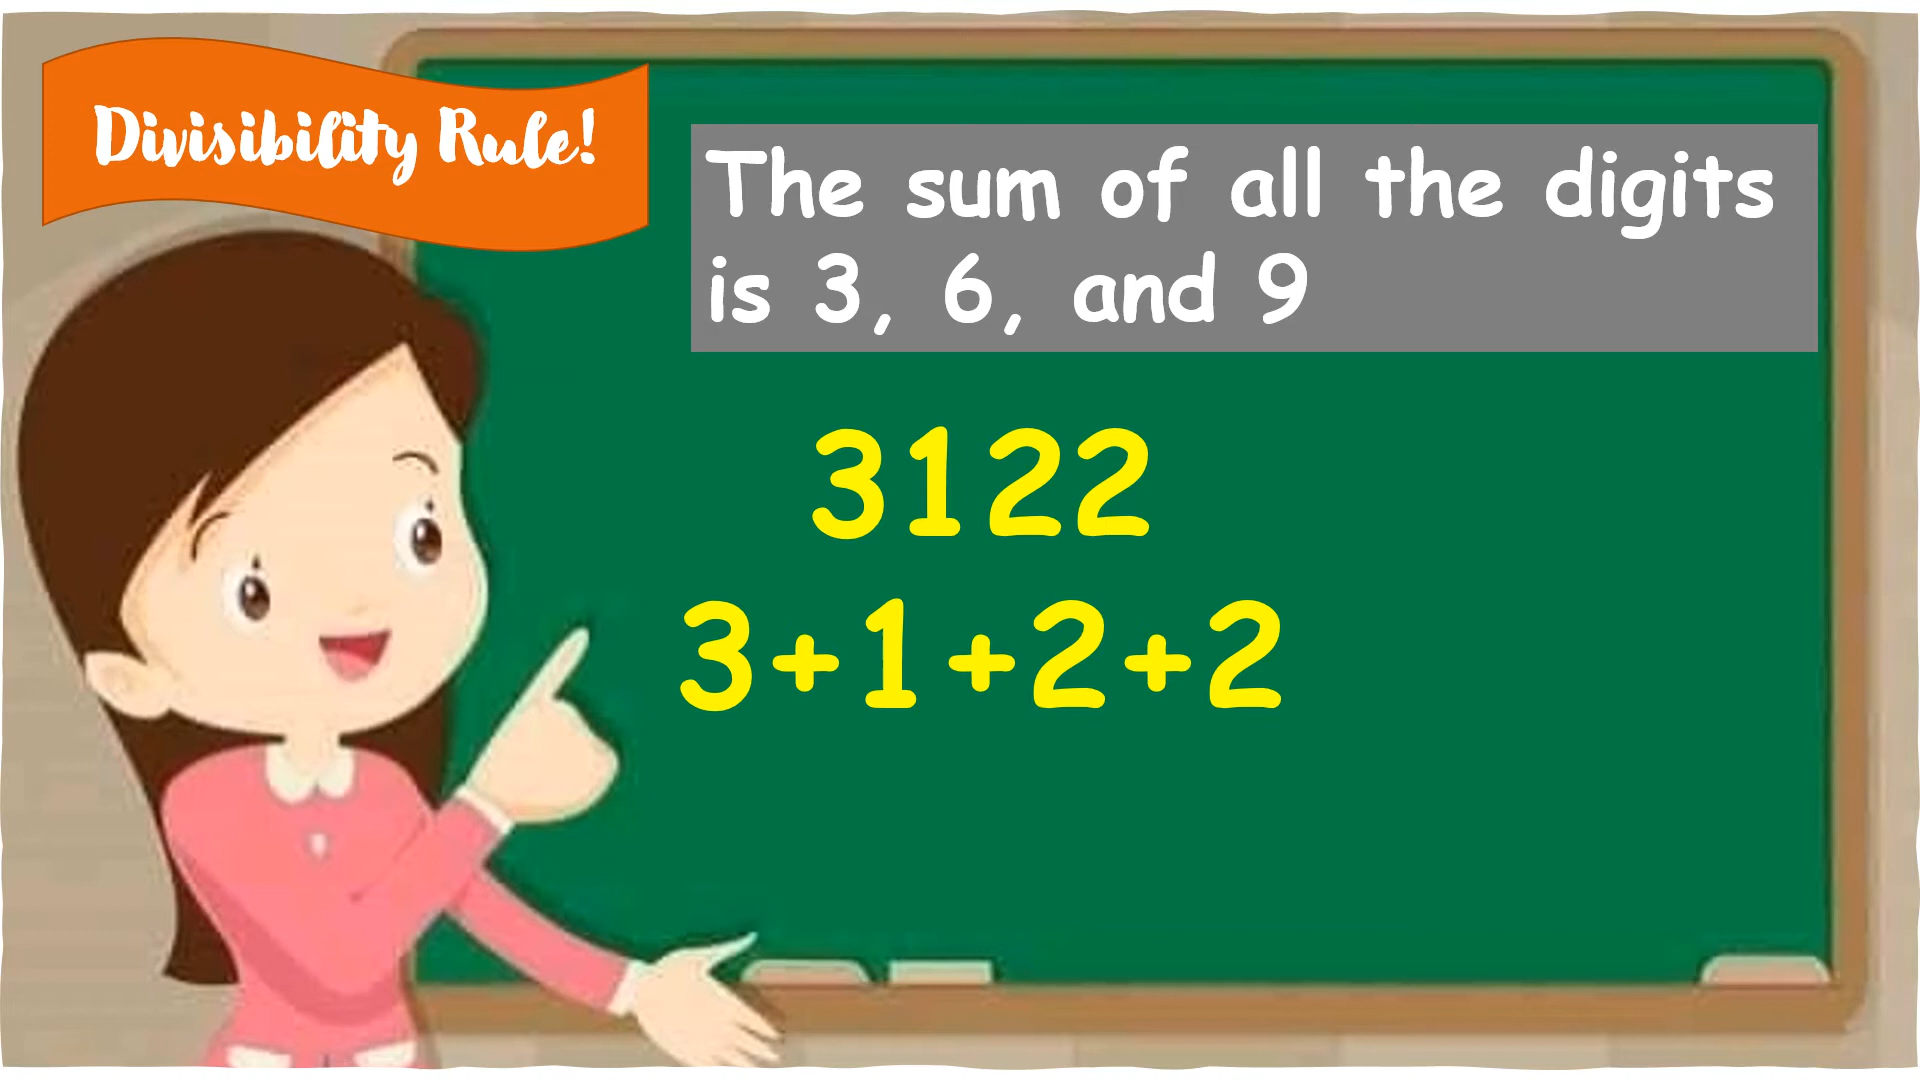 Divisibility Rule!
The sum of all the digits
is 3, 6, and 9
3122
3+1+2+2